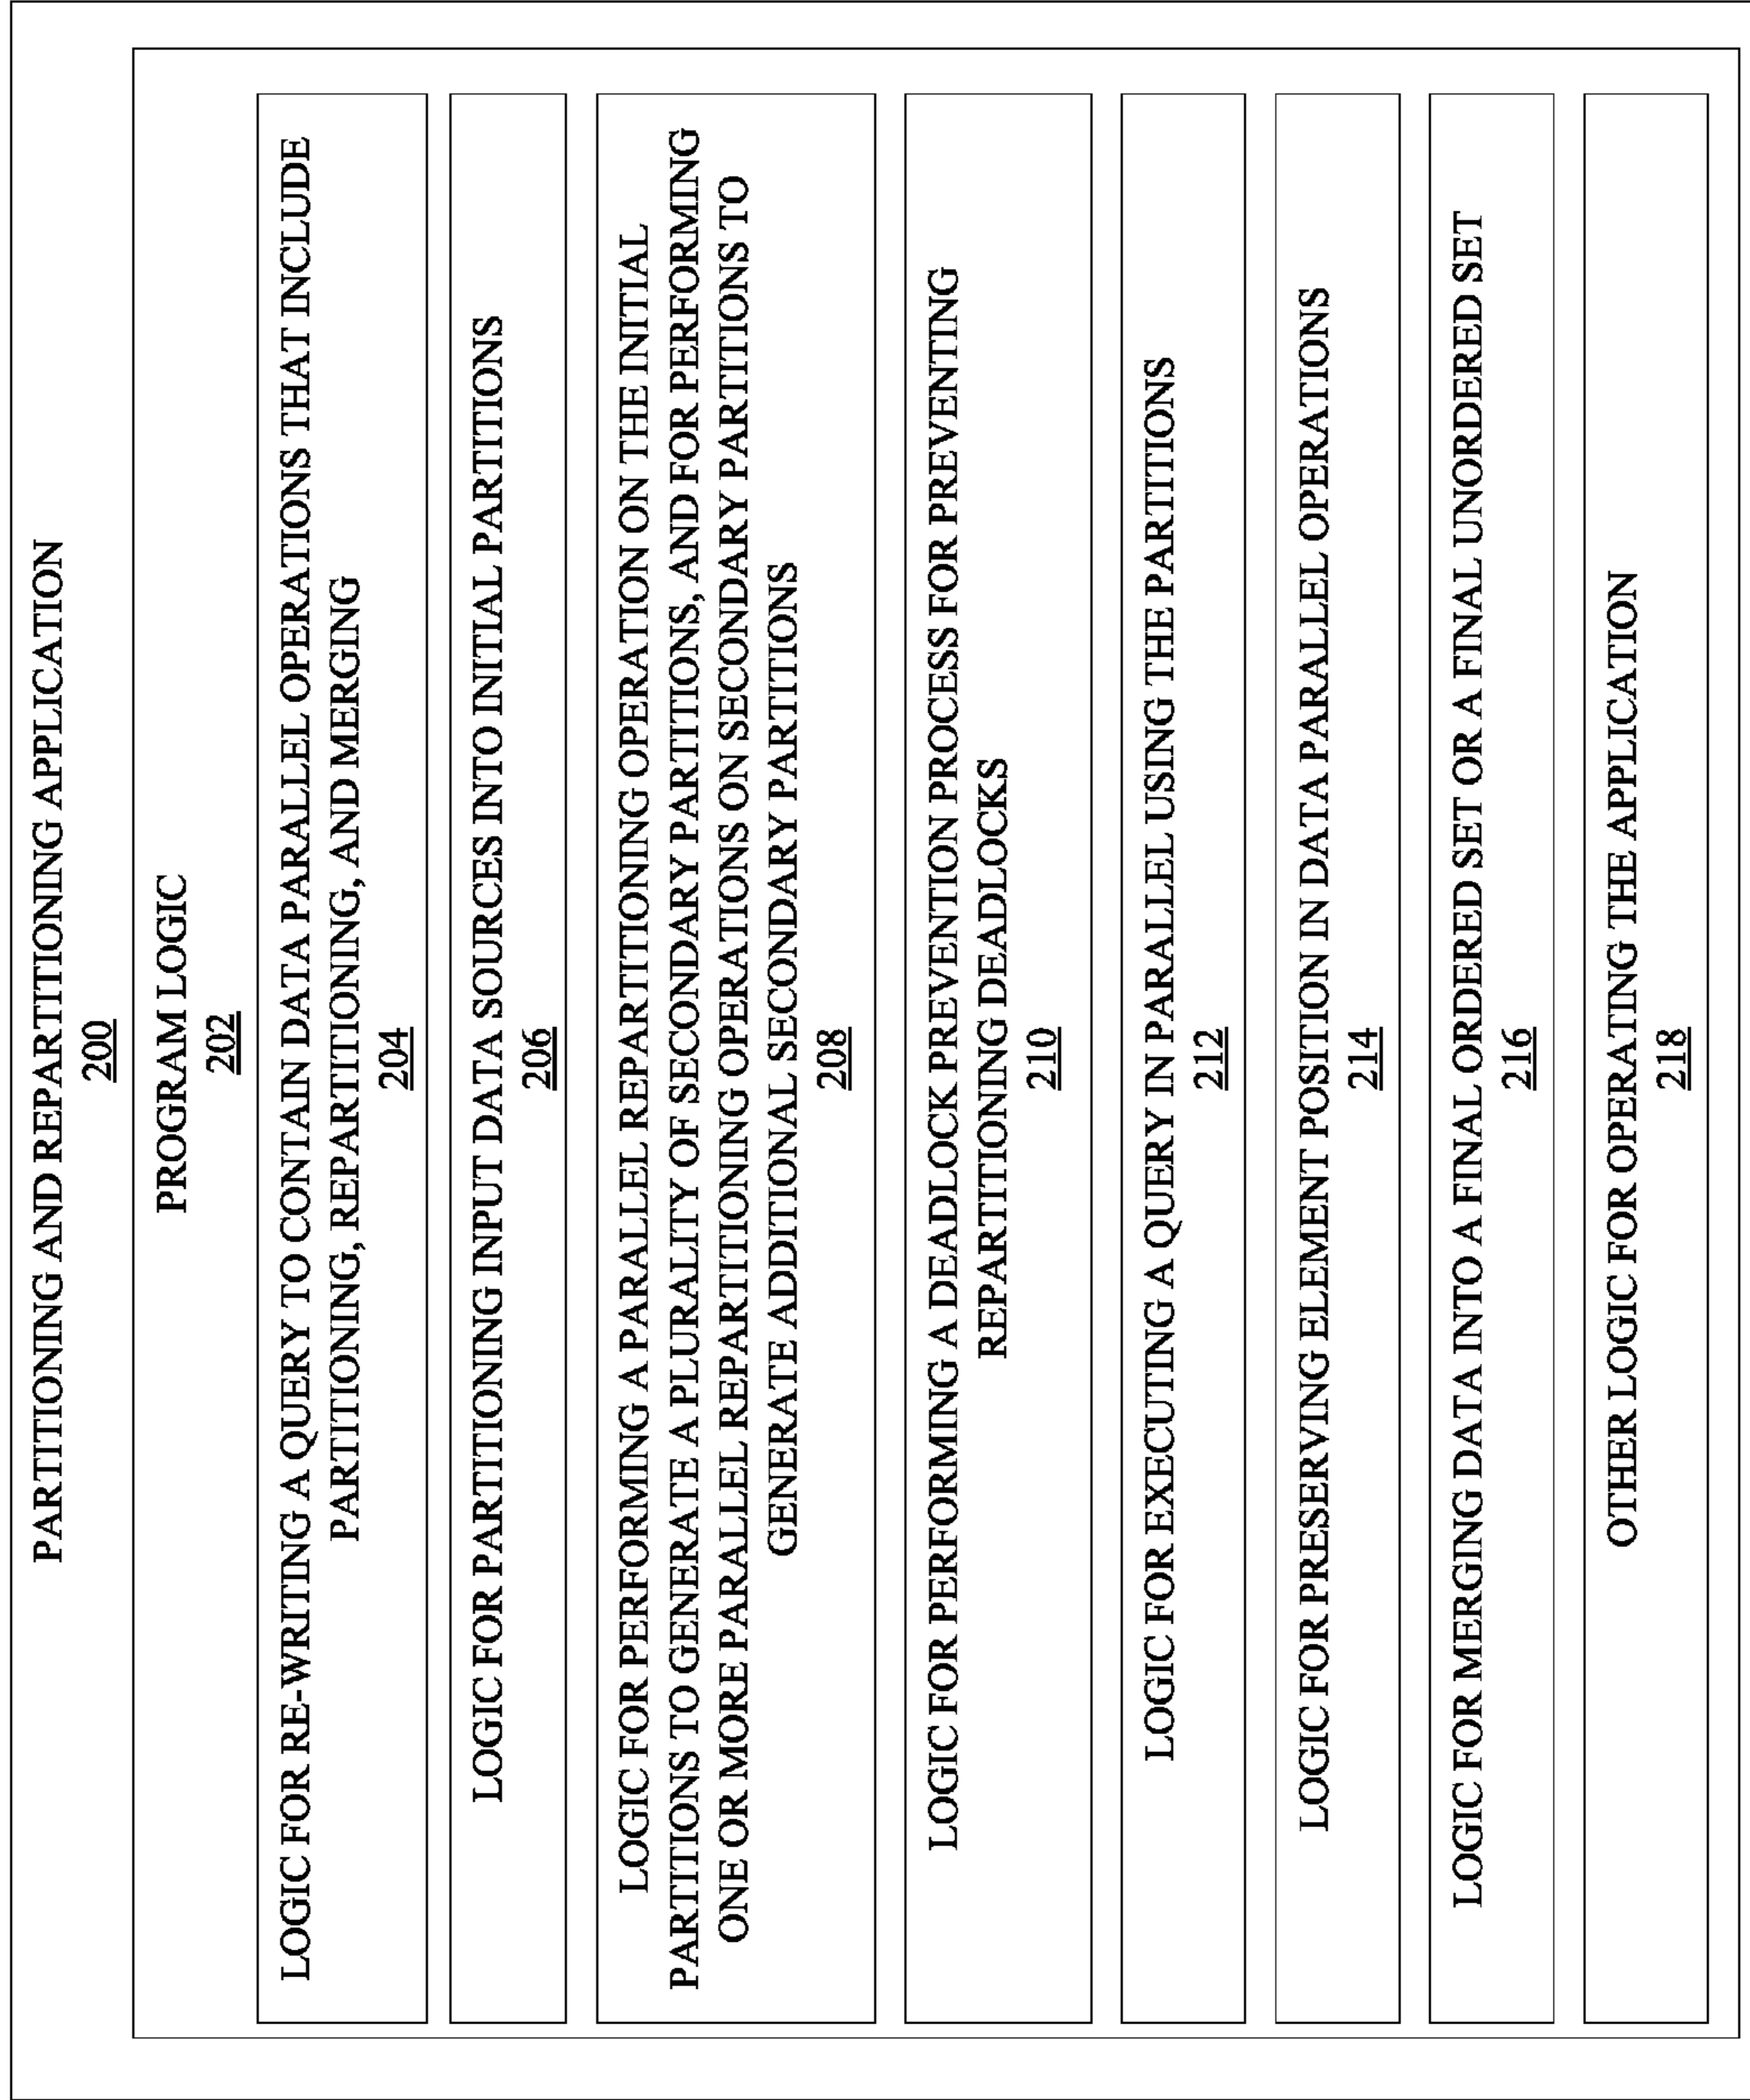 PARTITIONING AND REPARTITIONING APPLICATION
200
PROGRAM LOGIC
202
LOGIC FOR RE-WRITING A QUERY TO CONTAIN DATA PARALLEL OPERATIONS THAT INCLUDE
PARTITIONING, REPARTITIONING, AND MERGING
204
LOGIC FOR PARTITIONING INPUT DATA SOURCES INTO INITIAL PARTITIONS
206
LOGIC FOR PERFORMING A PARALLEL REPARTITIONING OPERATION ON THE INITIAL
PARTITIONS TO GENERATE A PLURALITY OF SECONDARY PARTITIONS, AND FOR PERFORMING
ONE OR MORE PARALLEL REPARTITIONING OPERATIONS ON SECONDARY PARTITIONS TO
GENERATE ADDITIONAL SECONDARY PARTITIONS
208
LOGIC FOR PERFORMING A DEADLOCK PREVENTION PROCESS FOR PREVENTING
REPARTITIONING DEADLOCKS
210
LOGIC FOR EXECUTING A QUERY IN PARALLEL USING THE PARTITIONS
212
LOGIC FOR PRESERVING ELEMENT POSITION IN DATA PARALLEL OPERATIONS
214
LOGIC FOR MERGING DATA INTO A FINAL ORDERED SET OR A FINAL UNORDERED SET
216
OTHER LOGIC FOR OPERATING THE APPLICATION
218